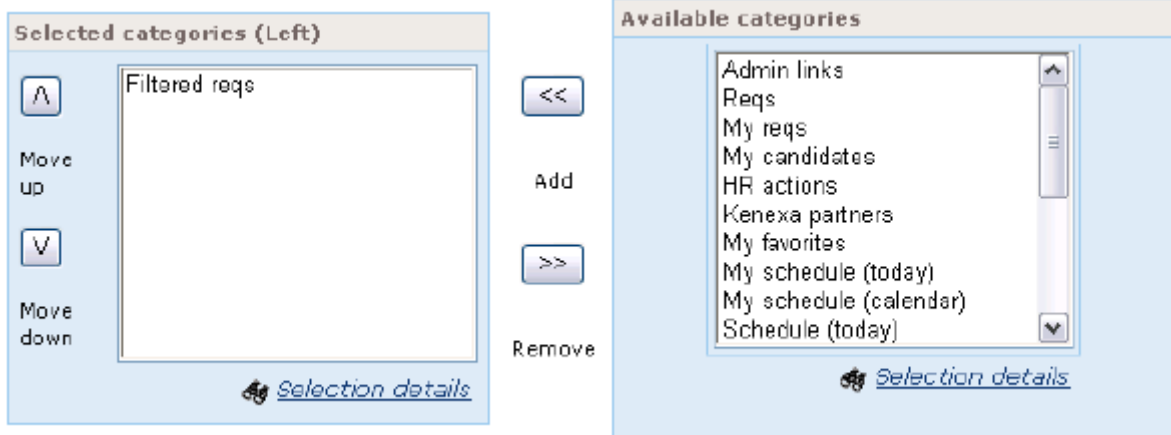 Selected categories (Left)
Λ
Move
up
V
Move
down
Filtered reqs
Selection details
<<
Add
>>
Remove
Available categories
Admin links
Reqs
My reqs
My candidates
HR actions
Kenexa partners
My favorites
My schedule (today)
My schedule (calendar)
Schedule (today)
Selection details